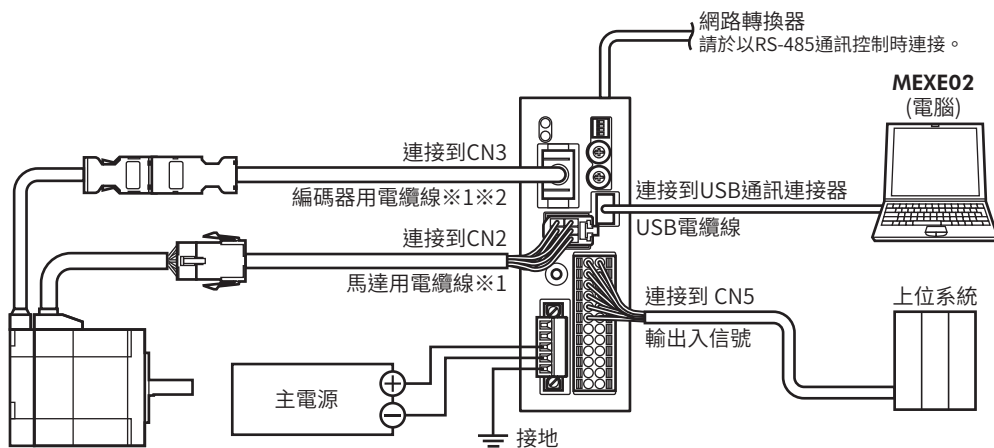 網路轉換器
請於以RS-485通訊控制時連接。
MEXE02
(電腦)
連接到CN3
編碼器用電纜線※1※2
連接到USB通訊連接器
USB電纜線
連接到CN2
馬達用電纜線※1
連接到 CN5
輸出入信號
上位系統
主電源
接地